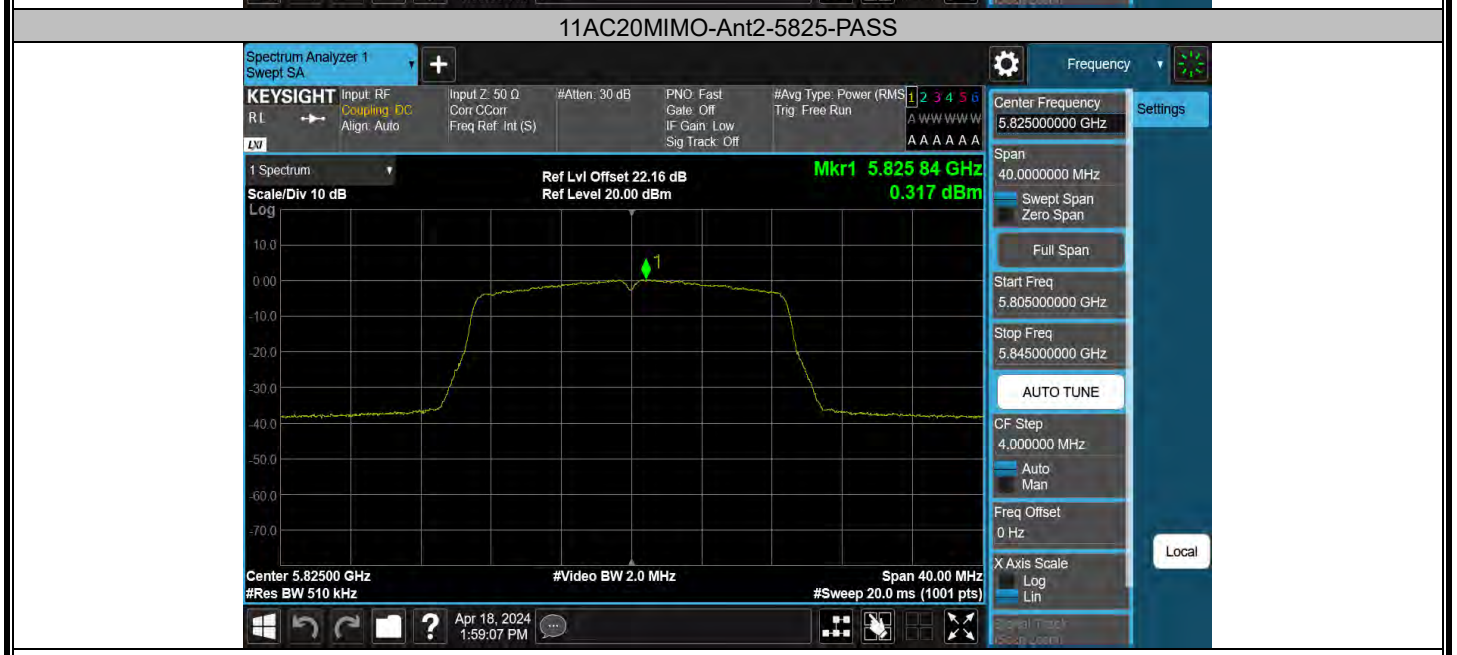 11AC20MIMO-Ant2-5825-PASS
Spectrum Analyzer 1
Swept SA
+
Frequency
KEYSIGHT
RL
LXI
Input: RF
Coupling: DC
Align: Auto
Input Z: 50 Ω
Corr CCorr
Freq Ref: Int (S)
#Atten: 30 dB
PNO: Fast
Gate: Off
IF Gain: Low
Sig Track: Off
#Avg Type: Power (RMS
Trig: Free Run
1 2 3 4 5 6
A WW WW W
A A A A A A
Center Frequency
5.825000000 GHz
Settings
1 Spectrum
Scale/Div 10 dB
Log
Ref Lvl Offset 22.16 dB
Ref Level 20.00 dBm
Mkr1 5.825 84 GHz
0.317 dBm
1
10.0
0.00
-10.0
-20.0
-30.0
-40.0
-50.0
-60.0
-70.0
Center 5.82500 GHz
#Res BW 510 kHz
#Video BW 2.0 MHz
Span 40.00 MHz
#Sweep 20.0 ms (1001 pts)
Span
40.0000000 MHz
Swept Span
Zero Span
Full Span
Start Freq
5.805000000 GHz
Stop Freq
5.845000000 GHz
AUTO TUNE
CF Step
4.000000 MHz
Auto
Man
Freq Offset
0 Hz
X Axis Scale
Log
Lin
Signal Track
Local
?
Apr 18, 2024
1:59:07 PM